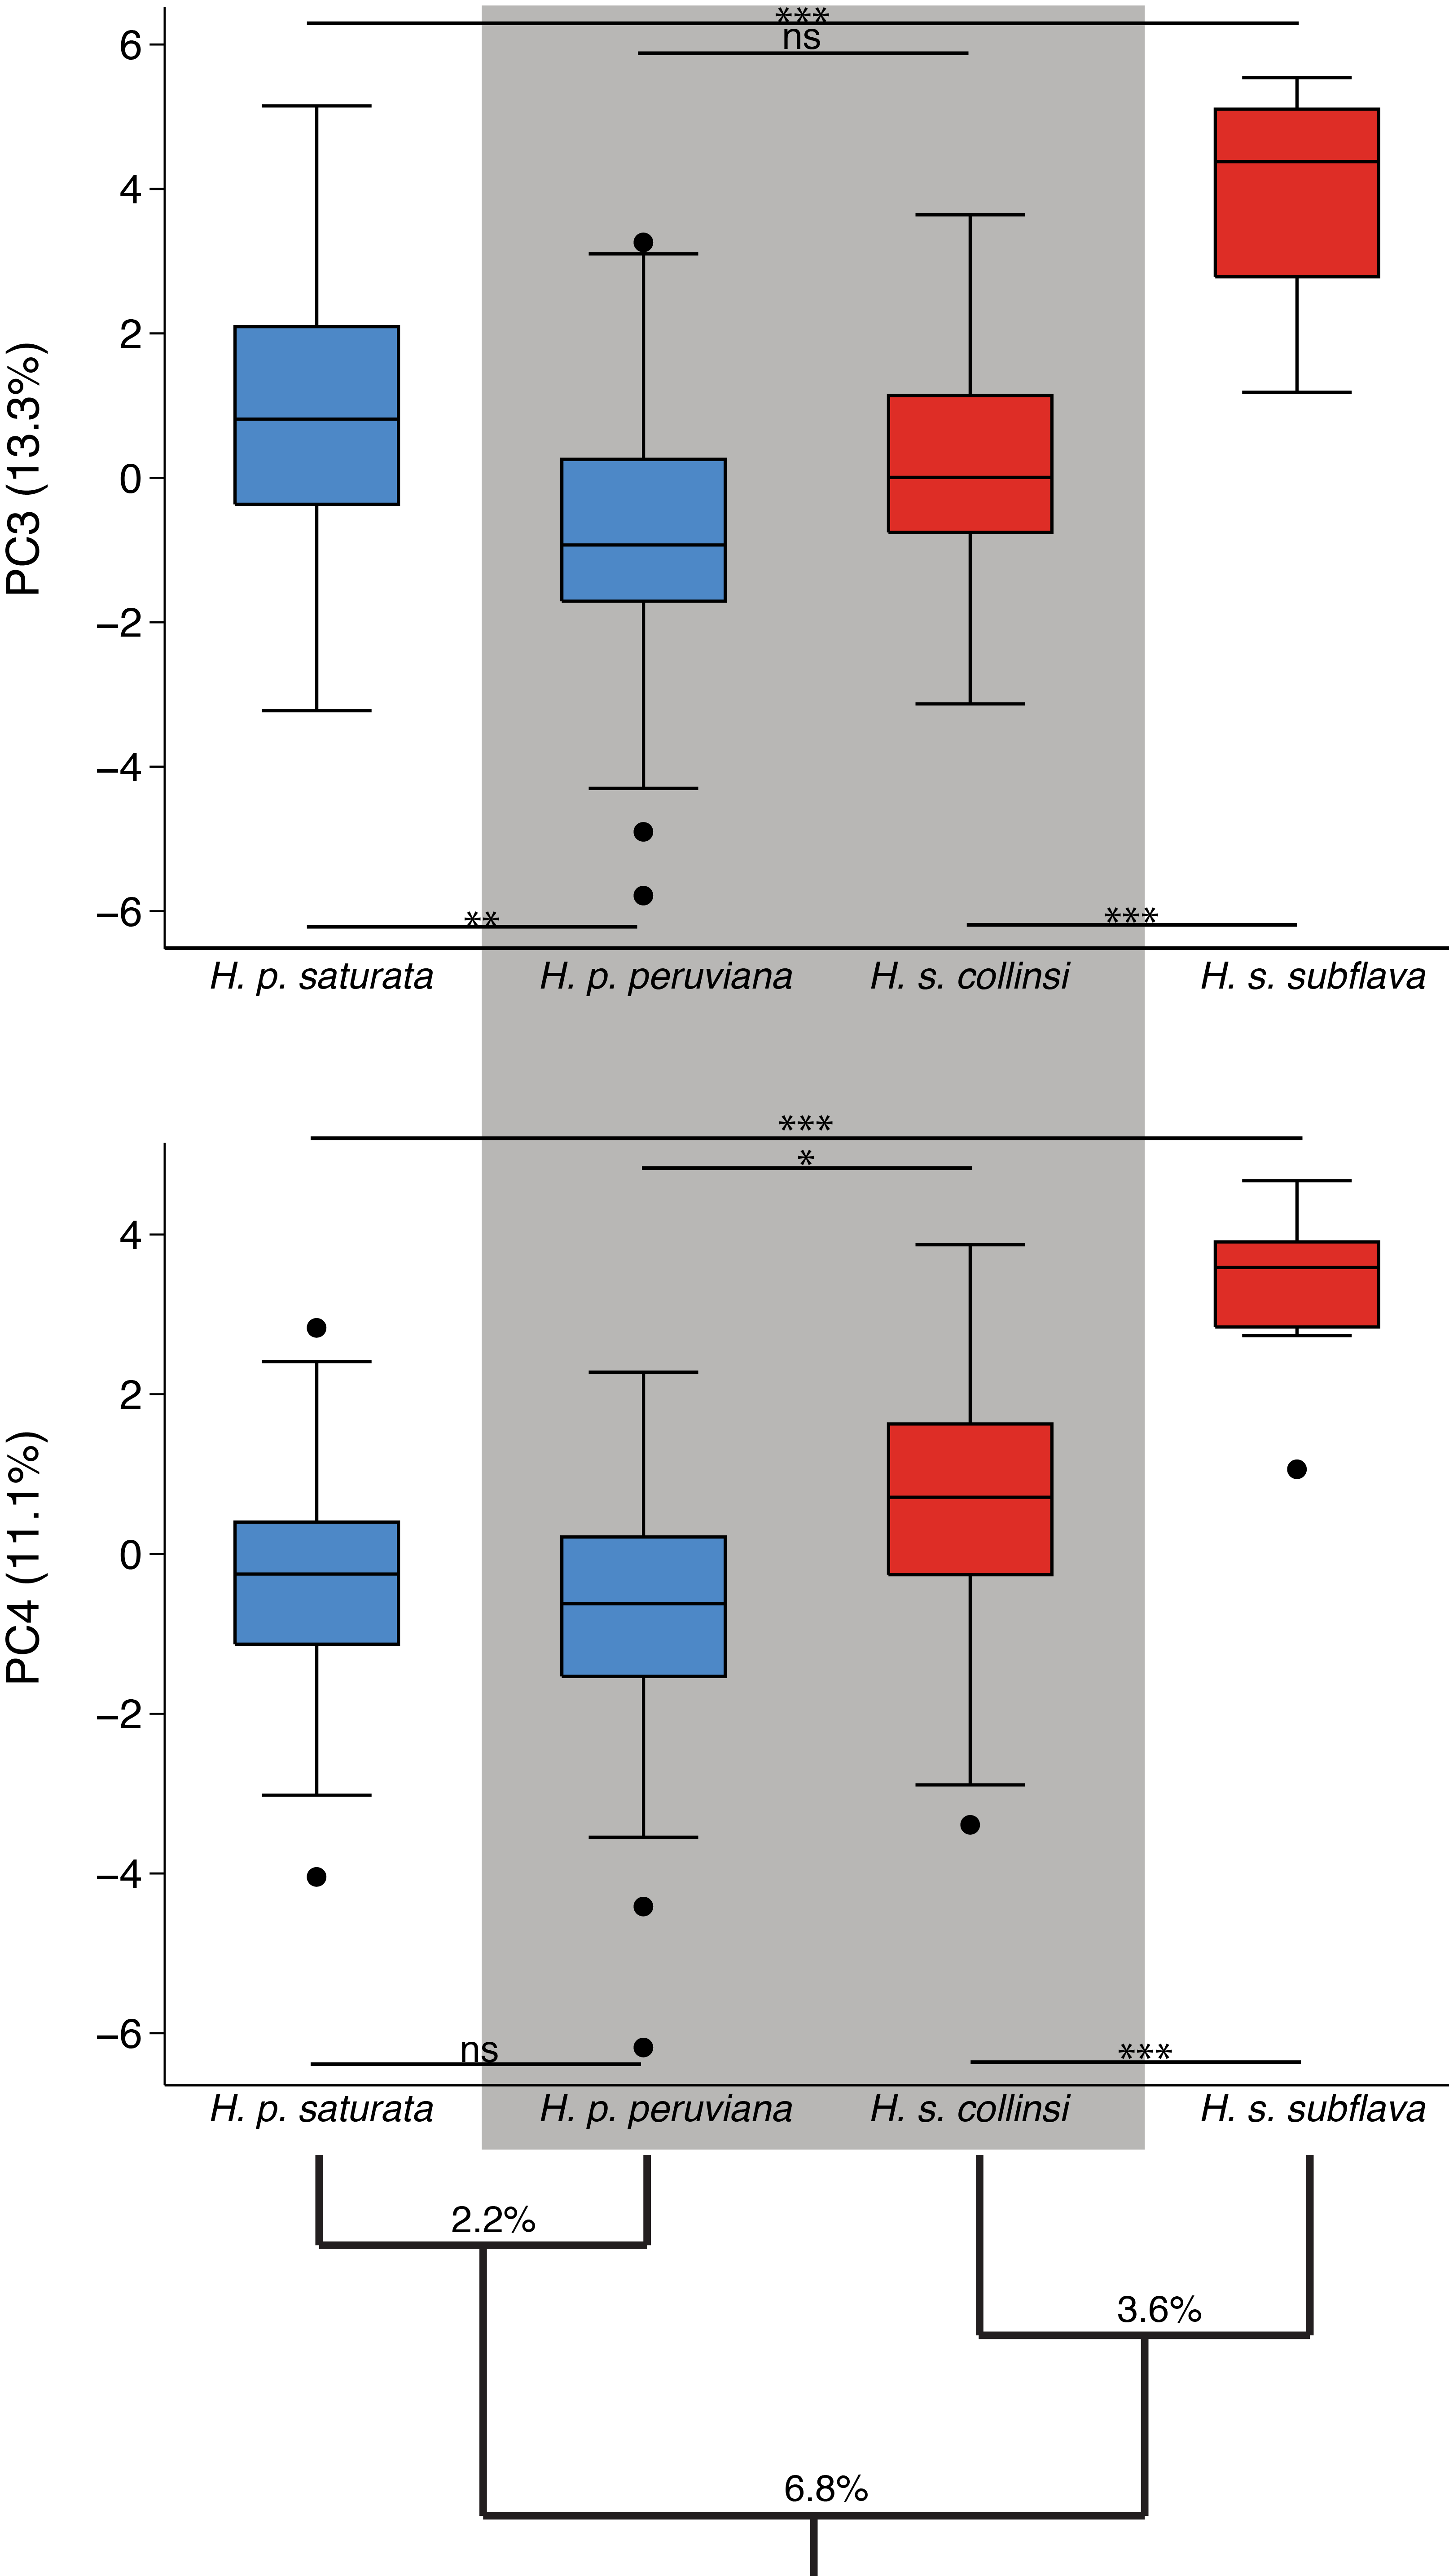 ***
ns
6
4
2
0
−2
−4
−6
PC3 (13.3%)
**
***
H. p. saturata
H. p. peruviana
H. s. collinsi
H. s. subflava
***
*
4
2
0
−2
−4
−6
PC4 (11.1%)
ns
***
H. p. saturata
H. p. peruviana
H. s. collinsi
H. s. subflava
2.2%
3.6%
6.8%